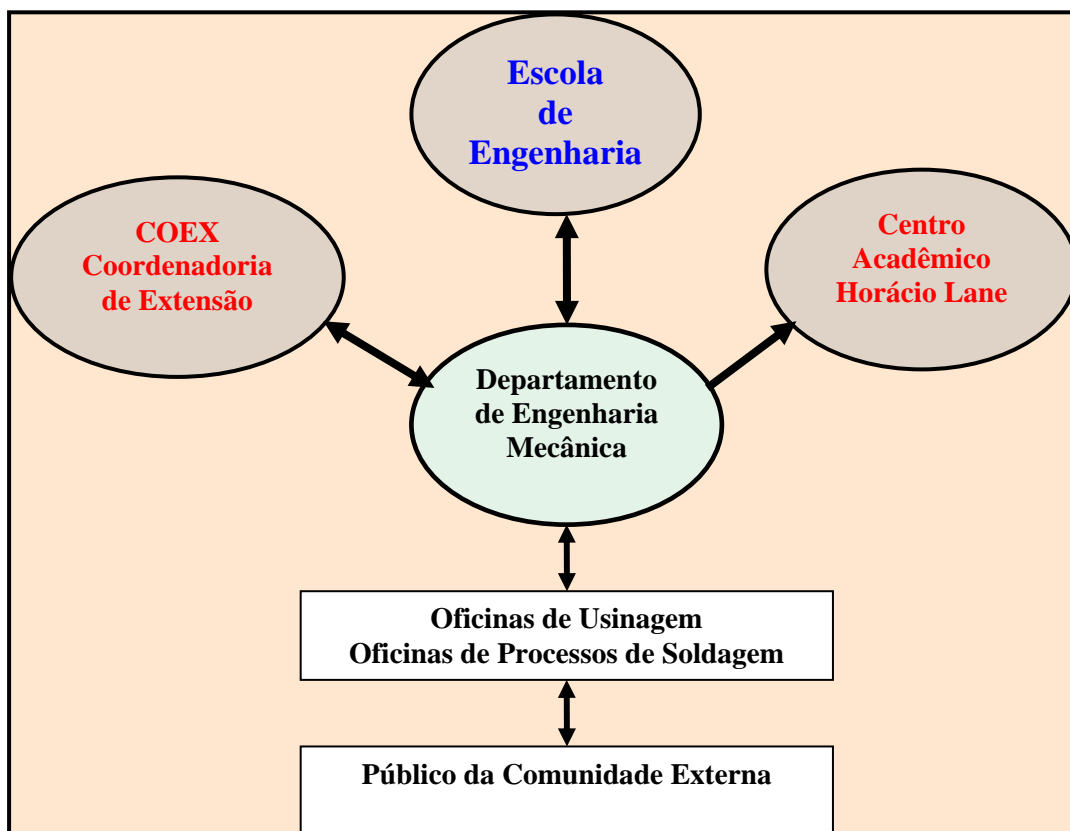 Escola
de
Engenharia
COEX
Coordenadoria
de Extensão
Centro
Acadêmico
Horácio Lane
Departamento
de Engenharia
Mecânica
Oficinas de Usinagem
Oficinas de Processos de Soldagem
Público da Comunidade Externa